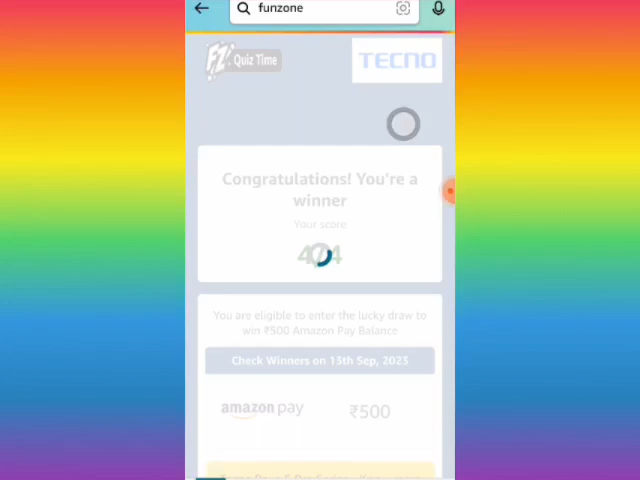 funzone
FZ Quiz Time
TECNO
Congratulations! You're a
winner
Your score
You are eligible to enter the lucky draw to
win ₹500 Amazon Pay Balance
Check Winners on 13th Sep, 2023
amazon pay
₹500